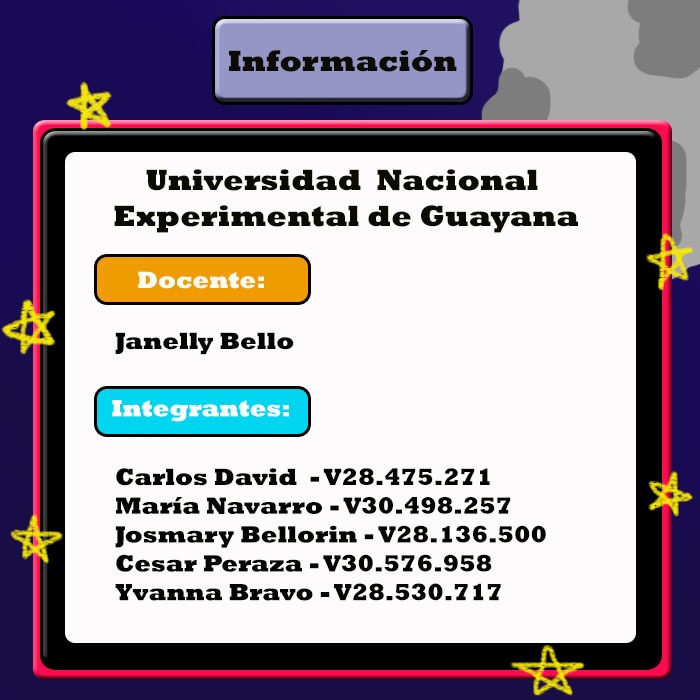 Información
Universidad Nacional
Experimental de Guayana
Docente:
Janelly Bello
Integrantes:
Carlos David - V28.475.271
María Navarro - V30.498.257
Josmary Bellorin - V28.136.500
Cesar Peraza - V30.576.958
Yvanna Bravo - V28.530.717